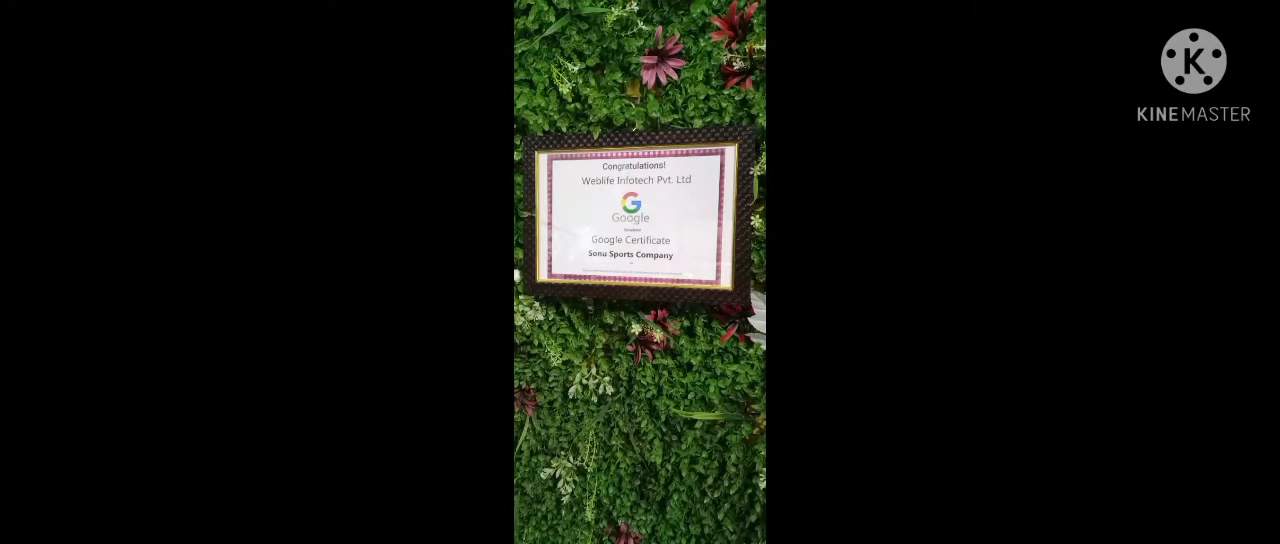 KINEMASTER
Congratulations!
Weblife Infotech Pvt. Ltd
Google
Google Certificate
Sonu Sports Company